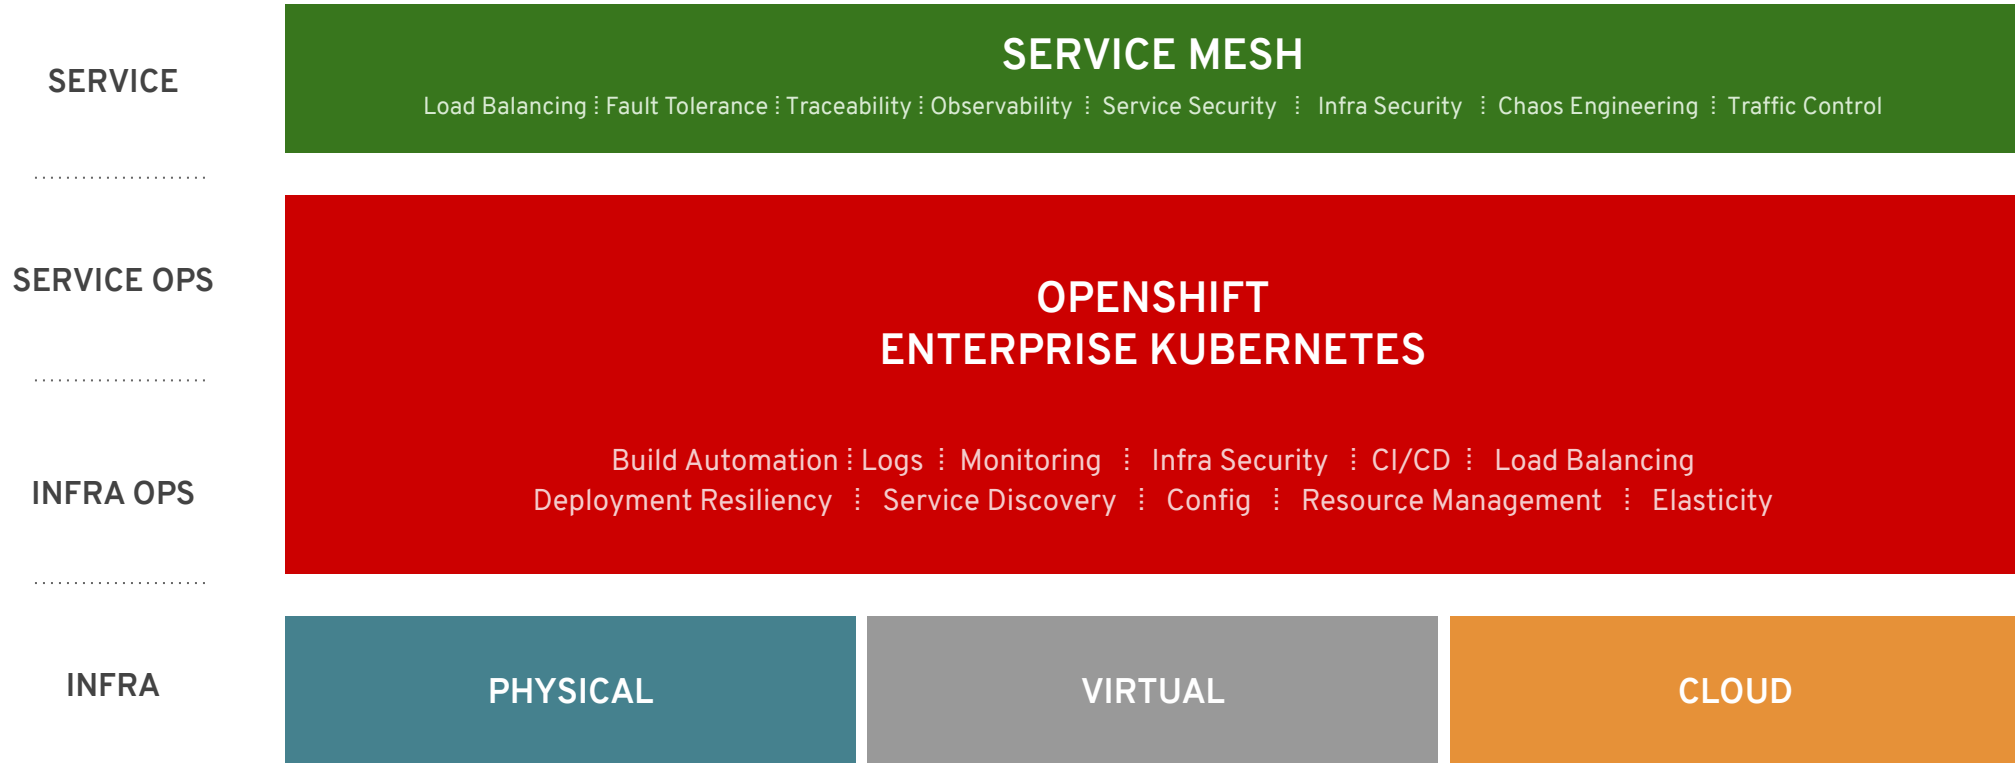 SERVICE
SERVICE MESH
Load Balancing ⋮ Fault Tolerance ⋮ Traceability ⋮ Observability ⋮ Service Security ⋮ Infra Security ⋮ Chaos Engineering ⋮ Traffic Control
SERVICE OPS
OPENSHIFT
ENTERPRISE KUBERNETES
INFRA OPS
Build Automation ⋮ Logs ⋮ Monitoring ⋮ Infra Security ⋮ CI/CD ⋮ Load Balancing
Deployment Resiliency ⋮ Service Discovery ⋮ Config ⋮ Resource Management ⋮ Elasticity
INFRA
PHYSICAL
VIRTUAL
CLOUD